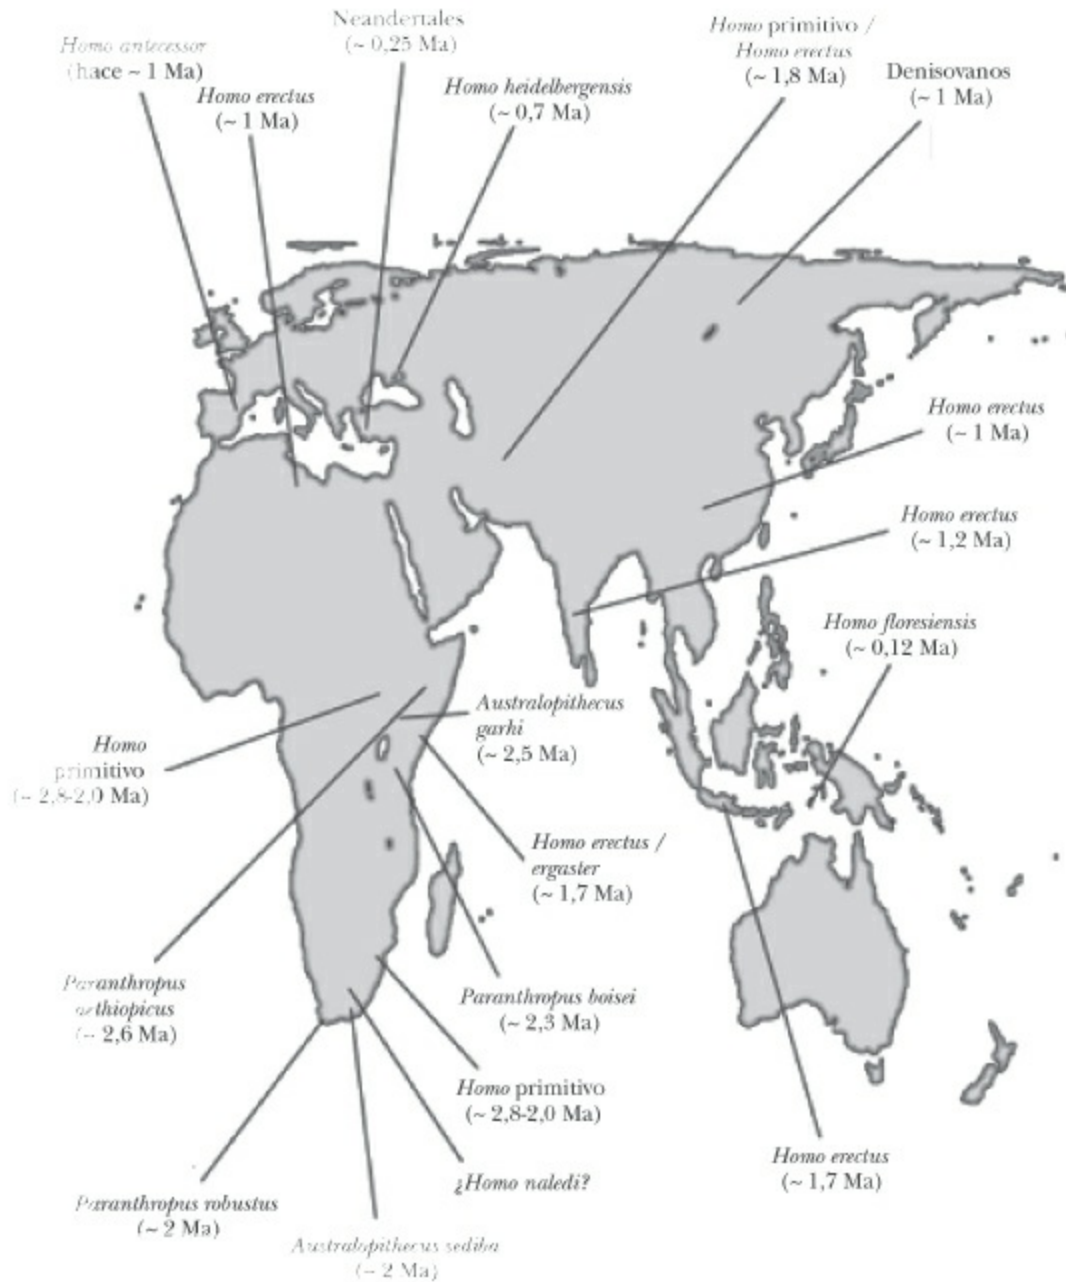 Neandertales
(~ 0,25 Ma)
Homo antecessor
(hace ~ 1 Ma)
Homo erectus
(~ 1 Ma)
Homo heidelbergensis
(~ 0,7 Ma)
Homo primitivo /
Homo erectus
(~ 1,8 Ma)
Denisovanos
(~ 1 Ma)
Homo erectus
(~ 1 Ma)
Homo erectus
(~ 1,2 Ma)
Homo floresiensis
(~ 0,12 Ma)
Australopithecus
garhi
(~ 2,5 Ma)
Homo
primitivo
(~ 2,8-2,0 Ma)
Homo erectus /
ergaster
(~ 1,7 Ma)
Paranthropus
aethiopicus
(~ 2,6 Ma)
Paranthropus boisei
(~ 2,3 Ma)
Homo primitivo
(~ 2,8-2,0 Ma)
¿Homo naledi?
Homo erectus
(~ 1,7 Ma)
Paranthropus robustus
(~ 2 Ma)
Australopithecus sediba
(~ 2 Ma)